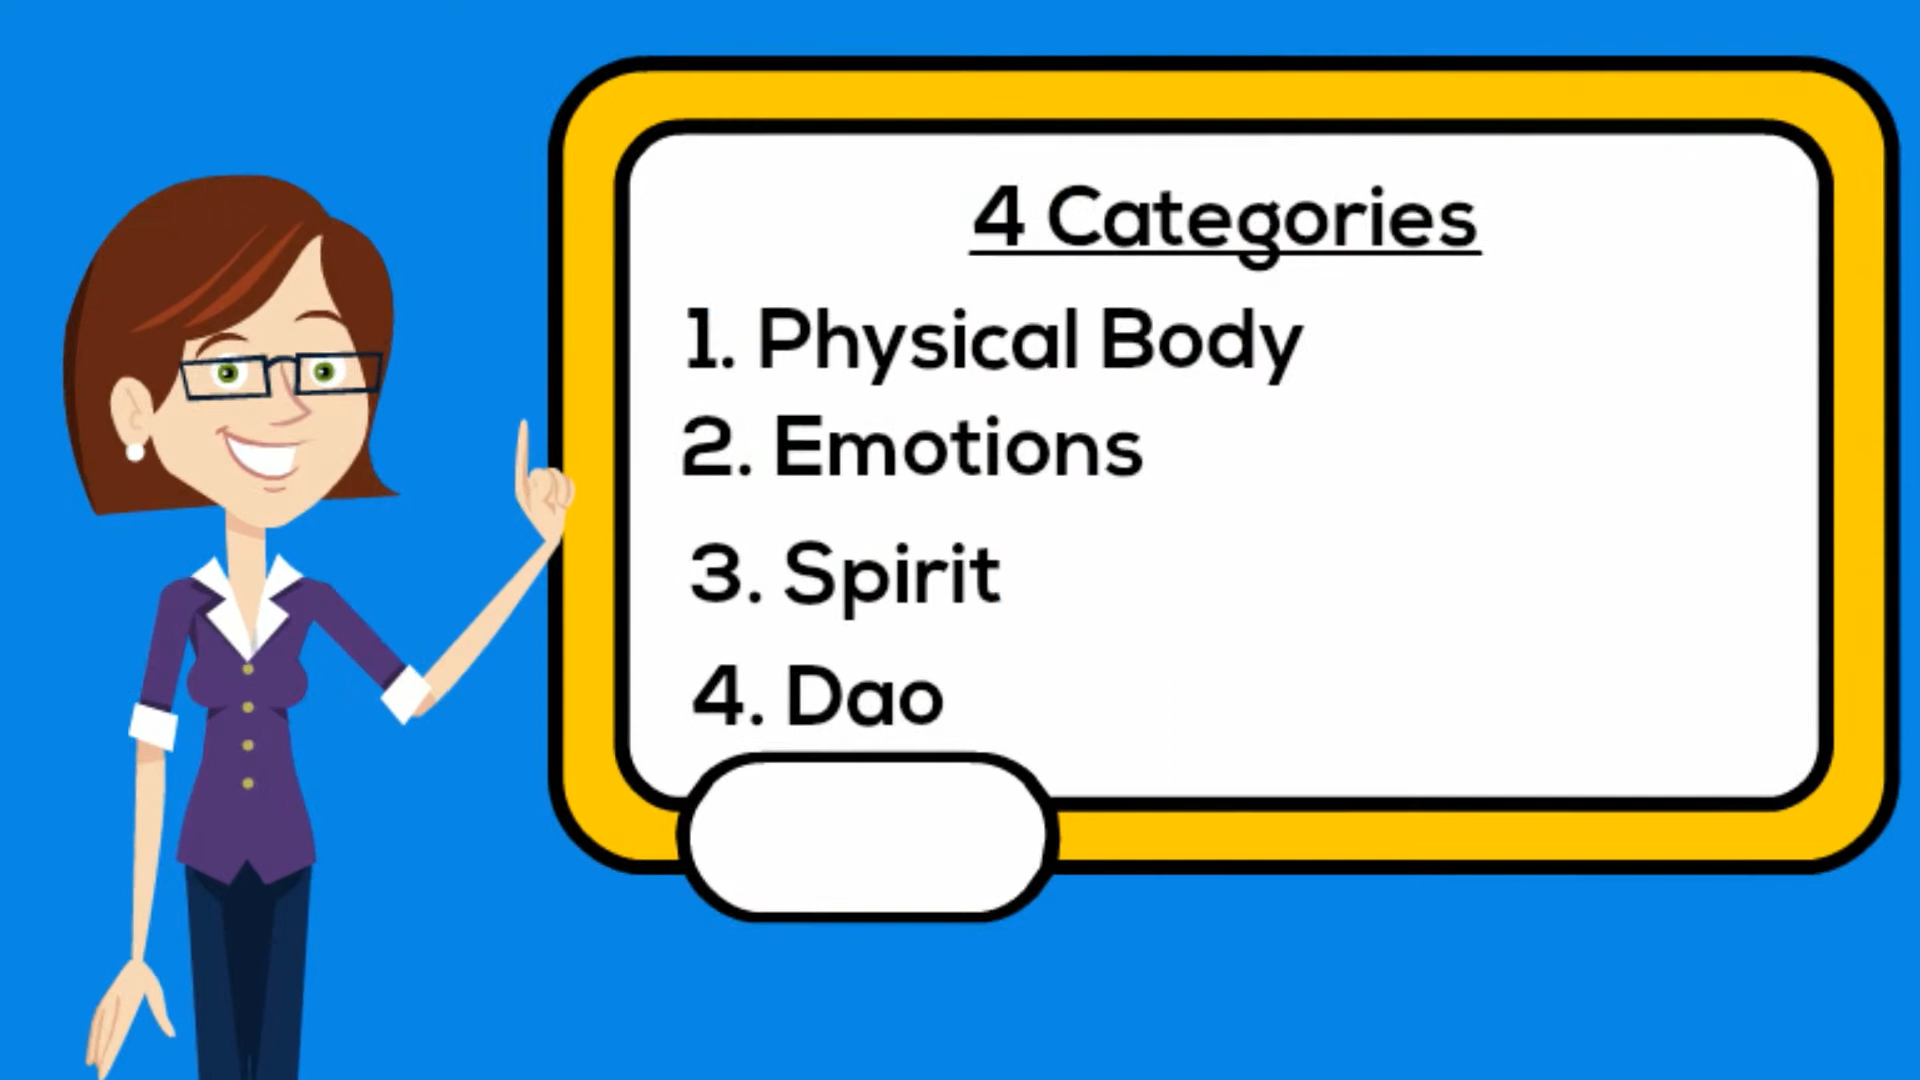 4 Categories
1. Physical Body
2. Emotions
3. Spirit
4. Dao